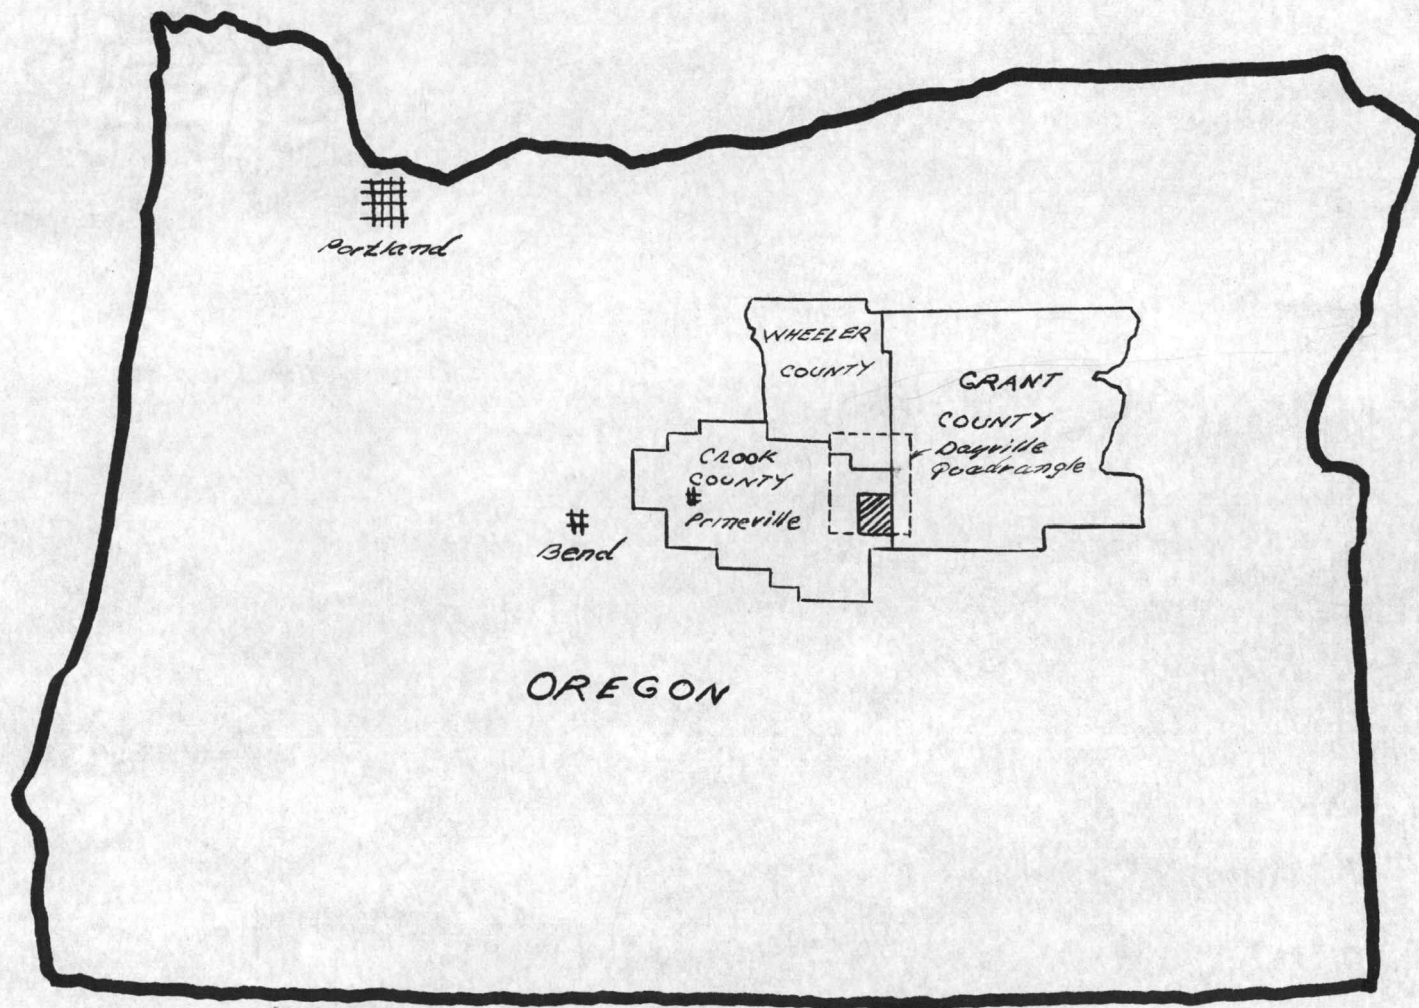 Portland
WHEELER
COUNTY
GRANT
COUNTY
Dayville
Quadrangle
CROOK
COUNTY
Prineville
Bend
OREGON